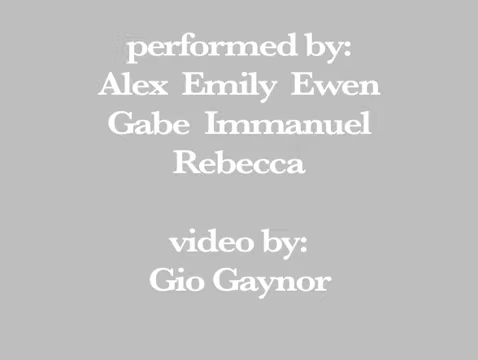 performed by:
Alex Emily Ewen
Gabe Immanuel
Rebecca
video by:
Gio Gaynor